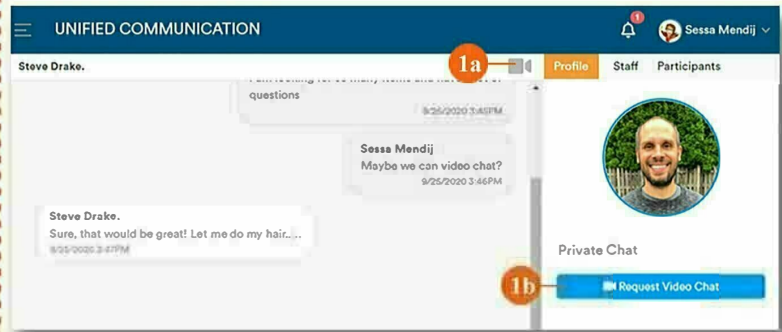 UNIFIED COMMUNICATION
1
Sessa Mendij
Steve Drake.
1a
Profile Staff Participants
questions
9/25/2020 3:45PM
Sessa Mendij
Maybe we can video chat?
9/25/2020 3:46PM
Steve Drake.
Sure, that would be great! Let me do my hair.. ..
9/25/2020 3:47PM
Private Chat
1b
Request Video Chat